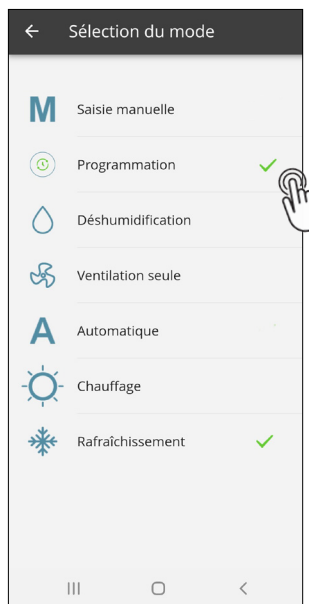 Sélection du mode
M Saisie manuelle
Programmation
Déshumidification
Ventilation seule
A Automatique
Chauffage
Rafraîchissement